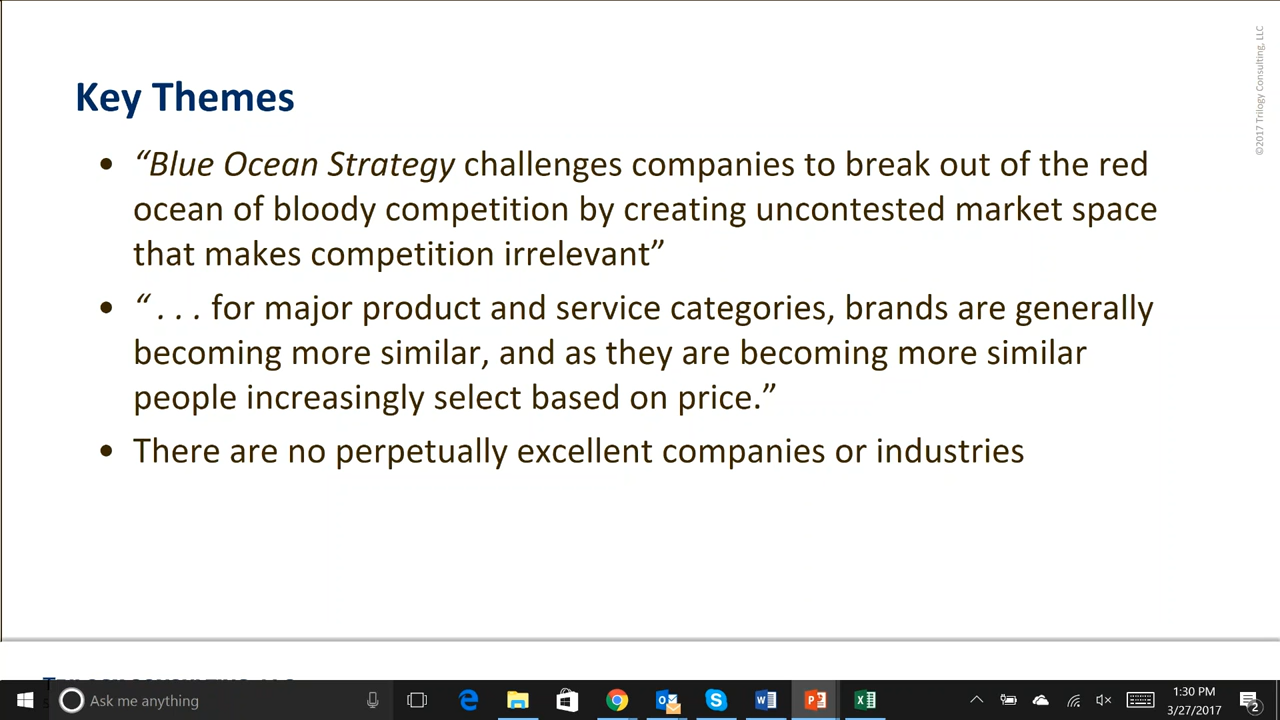 ©2017 Trilogy Consulting, LLC
Key Themes
• “Blue Ocean Strategy challenges companies to break out of the red
ocean of bloody competition by creating uncontested market space
that makes competition irrelevant”
• “ . . . for major product and service categories, brands are generally
becoming more similar, and as they are becoming more similar
people increasingly select based on price.”
• There are no perpetually excellent companies or industries
Ask me anything
1:30 PM
3/27/2017
2